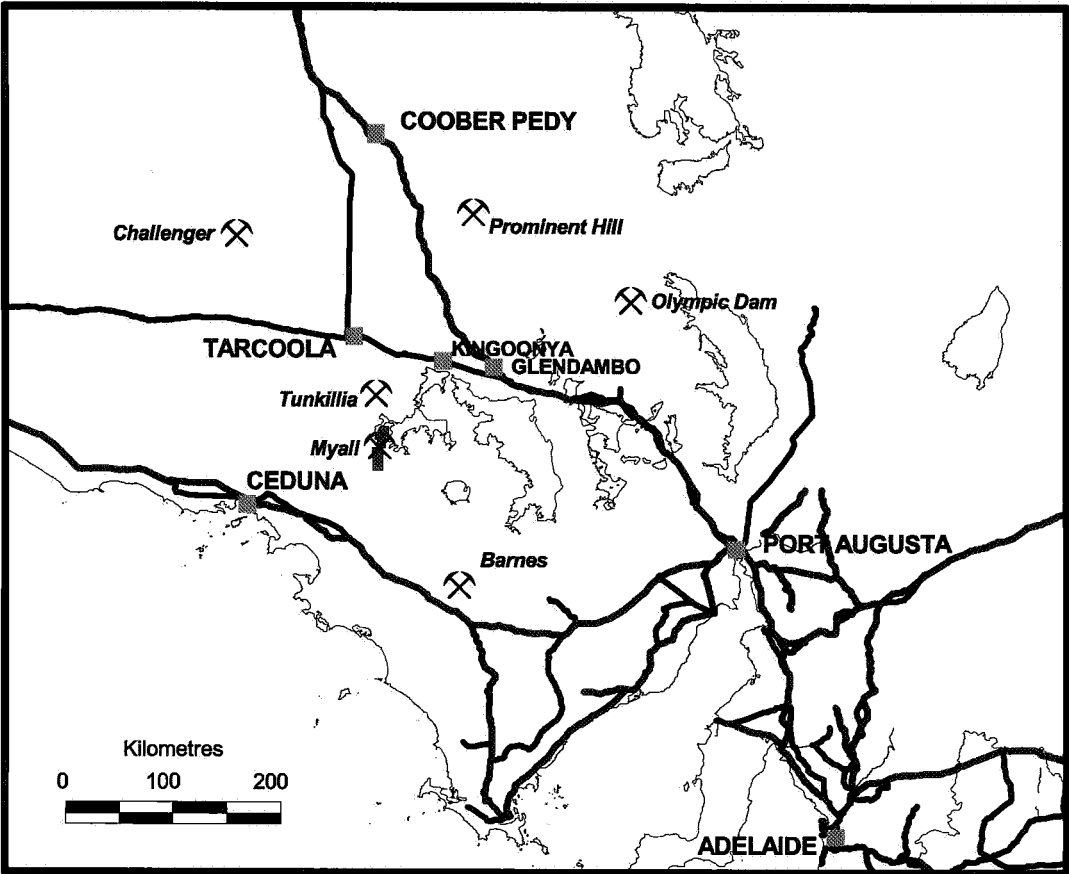 COOBER PEDY
Prominent Hill
Challenger
Olympic Dam
TARCOOLA
KINGOONYA
GLENDAMBO
Tunkillia
Myall
CEDUNA
PORT AUGUSTA
Barnes
Kilometres
0 100 200
ADELAIDE